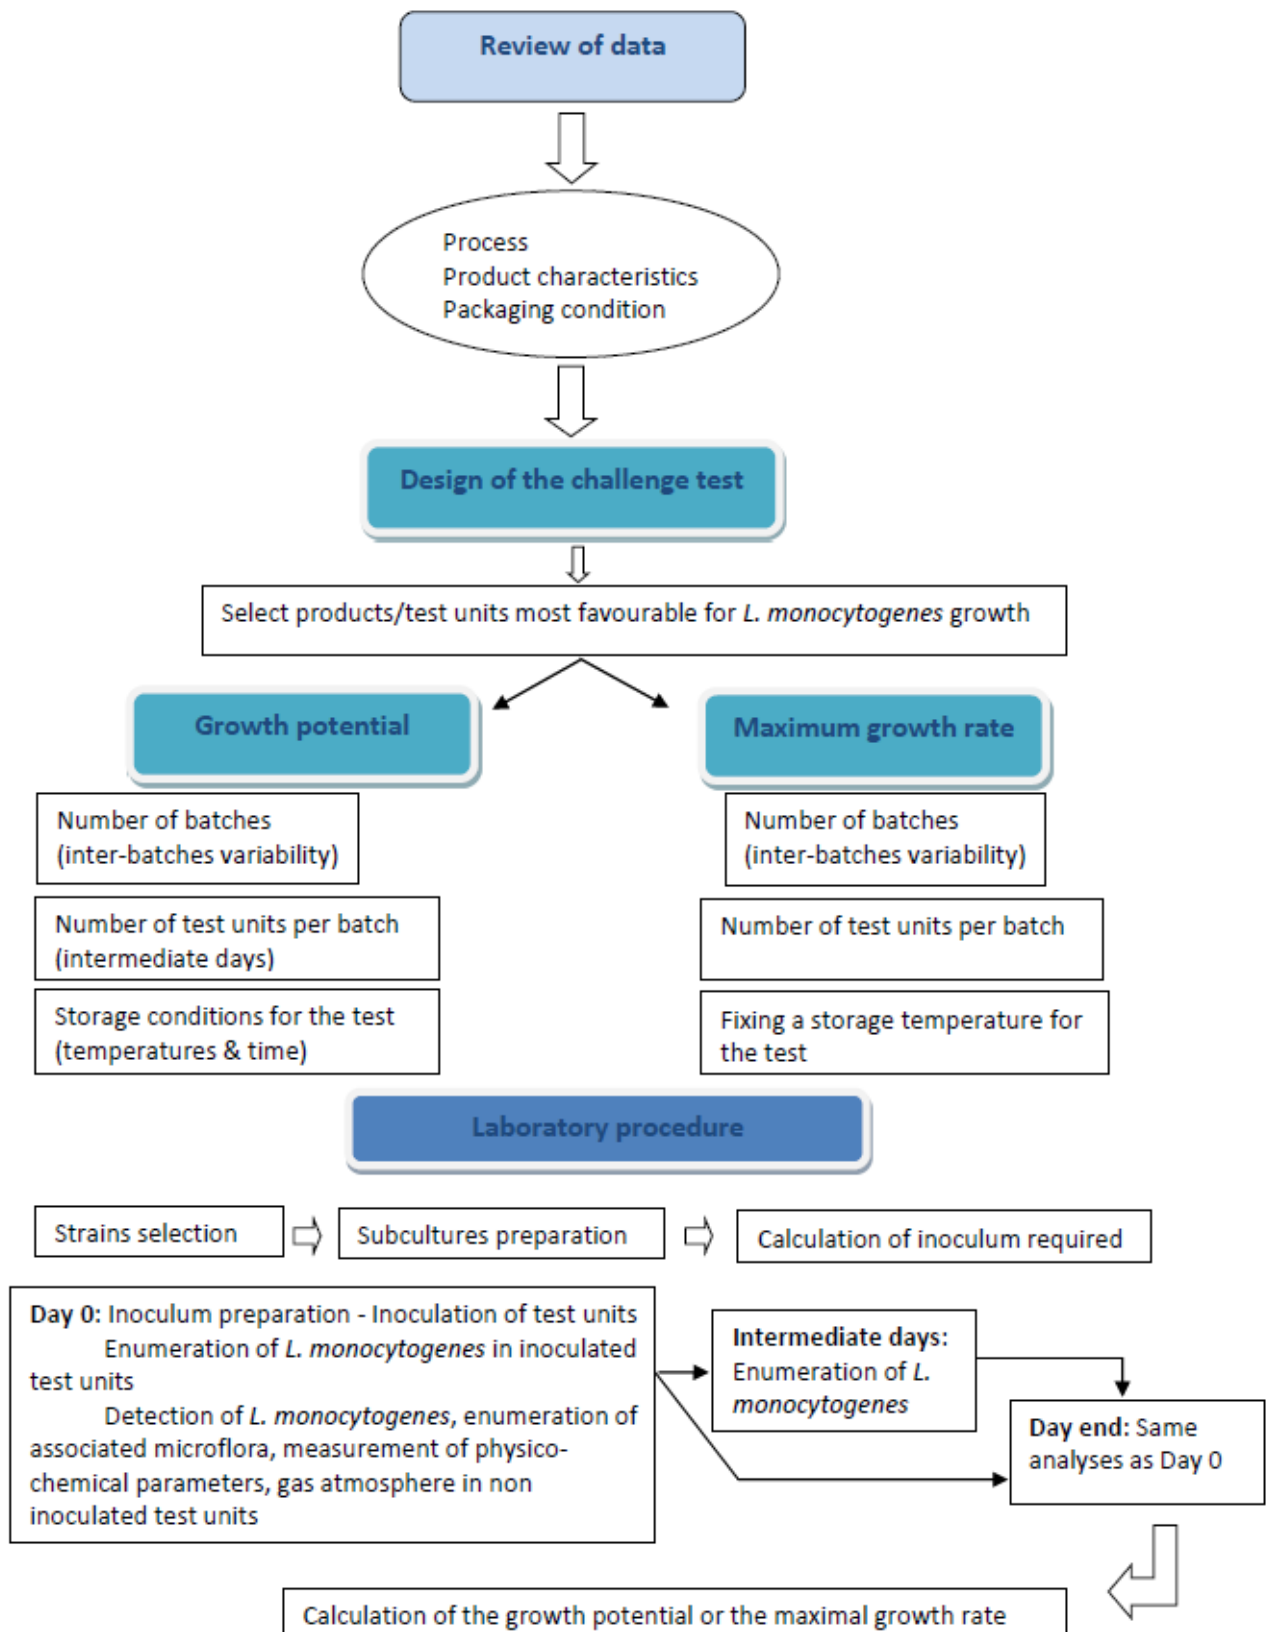 Review of data
Process
Product characteristics
Packaging condition
Design of the challenge test
Select products/test units most favourable for L. monocytogenes growth
Growth potential
Maximum growth rate
Number of batches
(inter-batches variability)
Number of batches
(inter-batches variability)
Number of test units per batch
(intermediate days)
Number of test units per batch
Storage conditions for the test
(temperatures & time)
Fixing a storage temperature for
the test
Laboratory procedure
Strains selection
Subcultures preparation
Calculation of inoculum required
Day 0: Inoculum preparation - Inoculation of test units
Enumeration of L. monocytogenes in inoculated
test units
Detection of L. monocytogenes, enumeration of
associated microflora, measurement of physico-
chemical parameters, gas atmosphere in non
inoculated test units
Intermediate days:
Enumeration of L.
monocytogenes
Day end: Same
analyses as Day 0
Calculation of the growth potential or the maximal growth rate